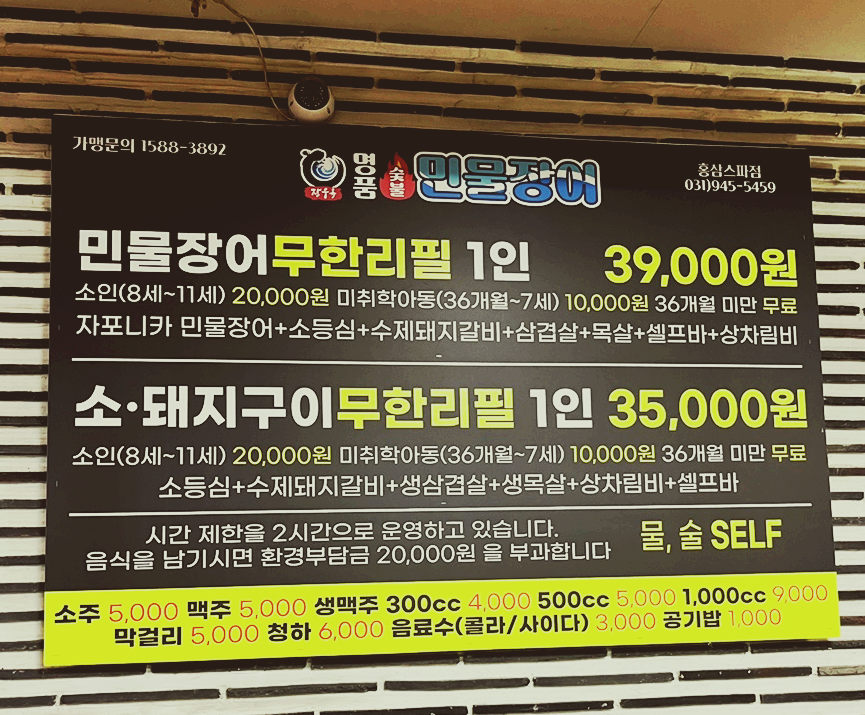 가맹문의 1588-3892
장우동 명품 숯불 민물장어
홍삼스파점
031)945-5459
민물장어무한리필 1인 39,000원
소인(8세~11세) 20,000원 미취학아동(36개월~7세) 10,000원 36개월 미만 무료
자포니카 민물장어+소등심+수제돼지갈비+삼겹살+목살+셀프바+상차림비
소·돼지구이무한리필 1인 35,000원
소인(8세~11세) 20,000원 미취학아동(36개월~7세) 10,000원 36개월 미만 무료
소등심+수제돼지갈비+생삼겹살+생목살+상차림비+셀프바
시간 제한을 2시간으로 운영하고 있습니다.
음식을 남기시면 환경부담금 20,000원 을 부과합니다
물, 술 SELF
소주 5,000 맥주 5,000 생맥주 300cc 4,000 500cc 5,000 1,000cc 9,000
막걸리 5,000 청하 6,000 음료수(콜라/사이다) 3,000 공기밥 1,000